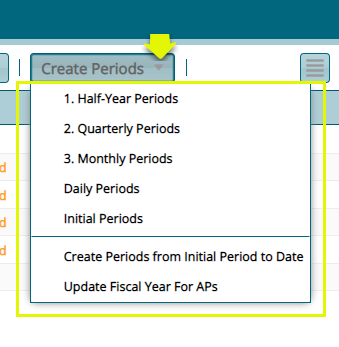 Create Periods
1. Half-Year Periods
2. Quarterly Periods
3. Monthly Periods
Daily Periods
Initial Periods
Create Periods from Initial Period to Date
Update Fiscal Year For APs
d
d
d
d